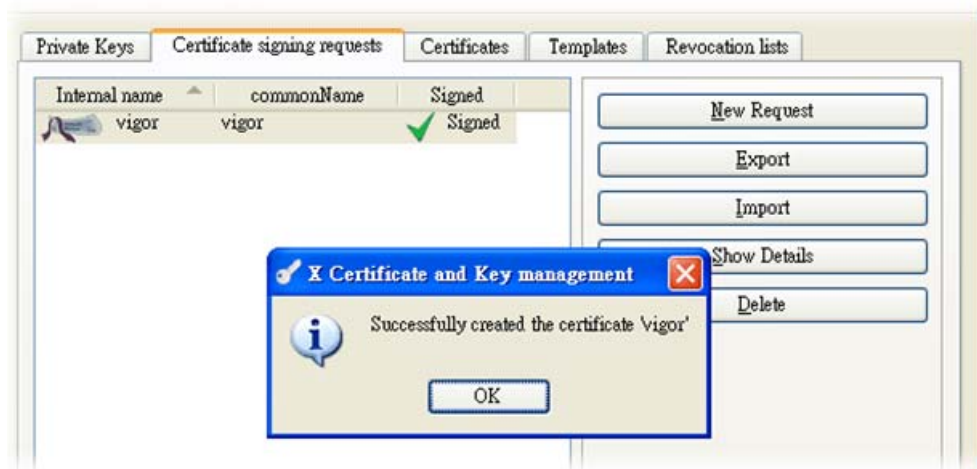 Private Keys Certificate signing requests Certificates Templates Revocation lists
Internal name commonName Signed
vigor vigor Signed
New Request
Export
Import
Show Details
Delete
X Certificate and Key management
Successfully created the certificate 'vigor'
OK